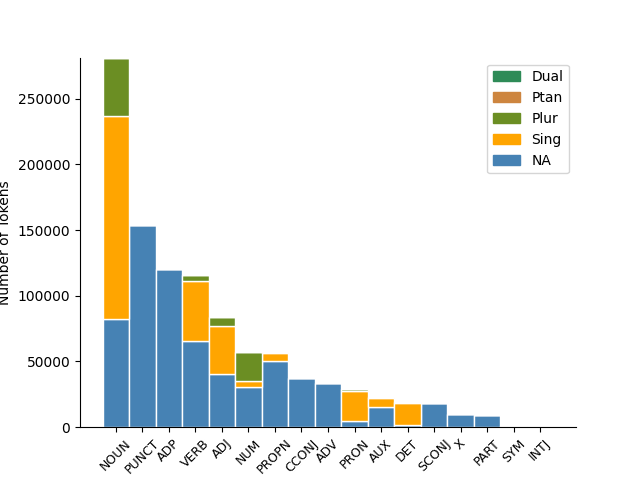 Dual
Ptan
Plur
Sing
NA
250000
200000
150000
100000
50000
0
Number of Tokens
NOUN PUNCT ADP VERB ADJ NUM PROPN CCONJ ADV PRON AUX DET SCONJ X PART SYM INTJ